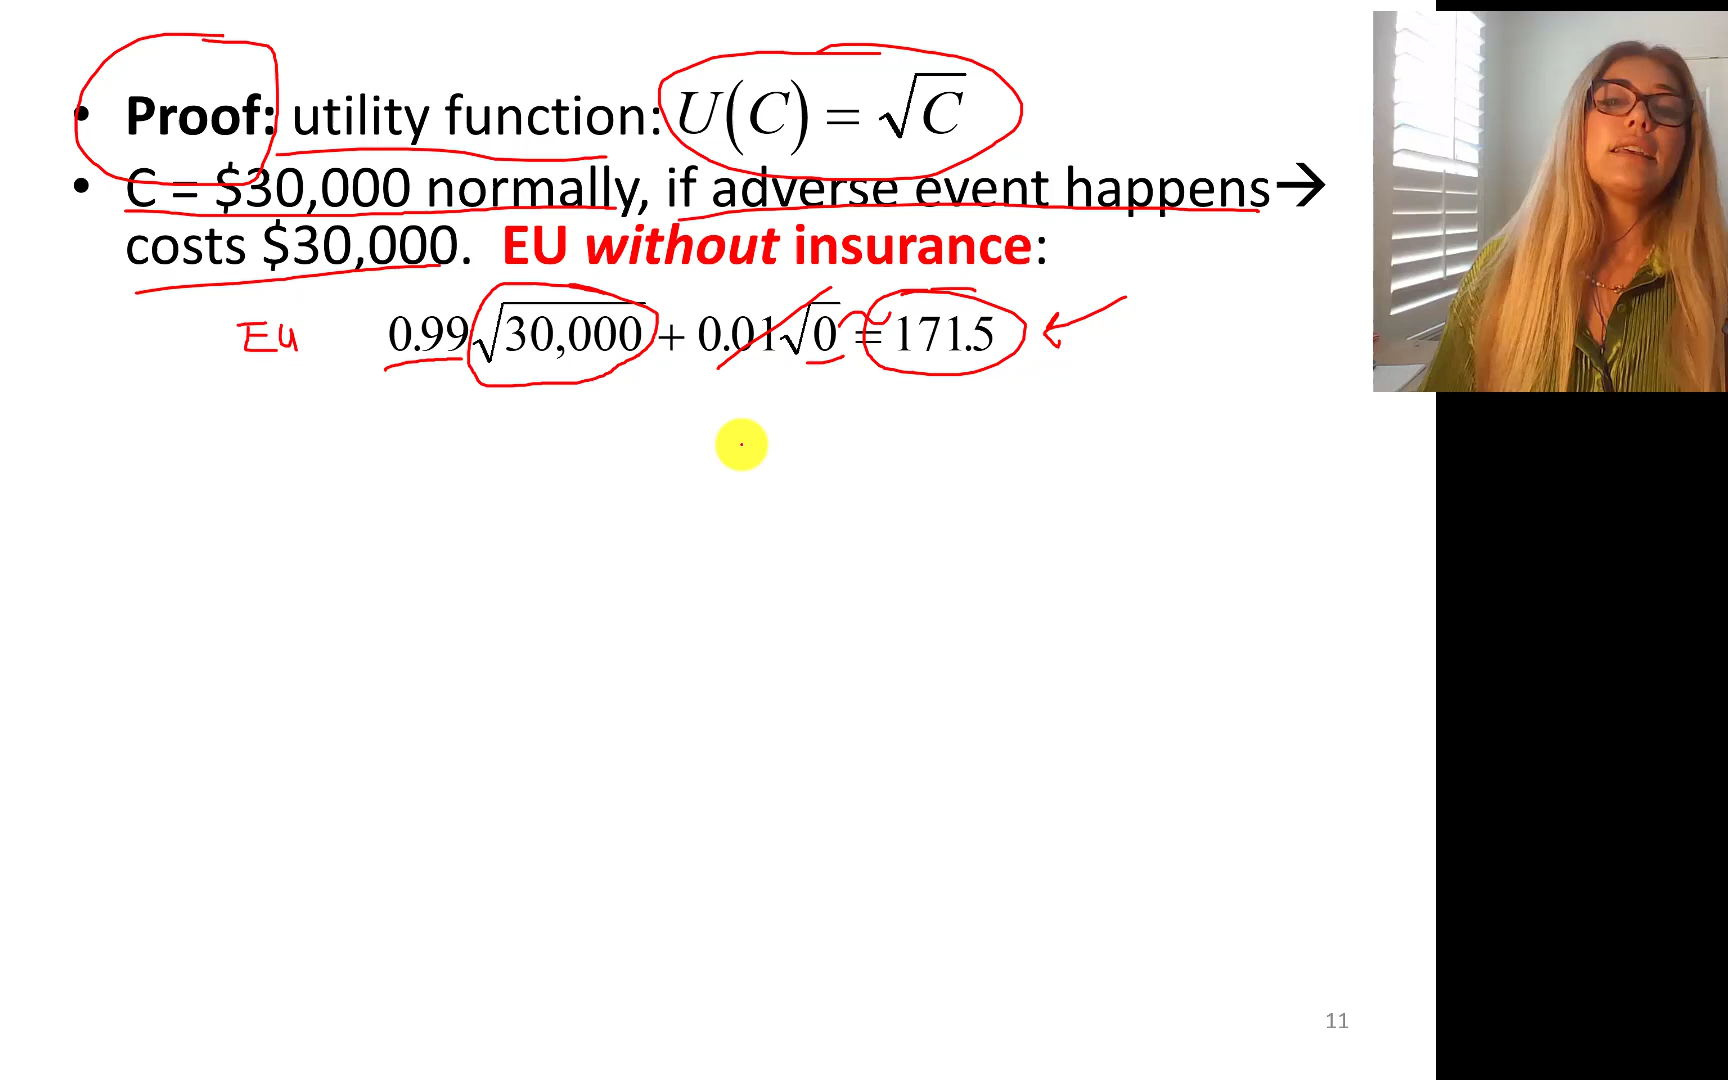 • Proof: utility function: U(C) = √C
• C = $30,000 normally, if adverse event happens→
costs $30,000. EU without insurance:
EU 0.99√30,000 + 0.01√0 = 171.5
11